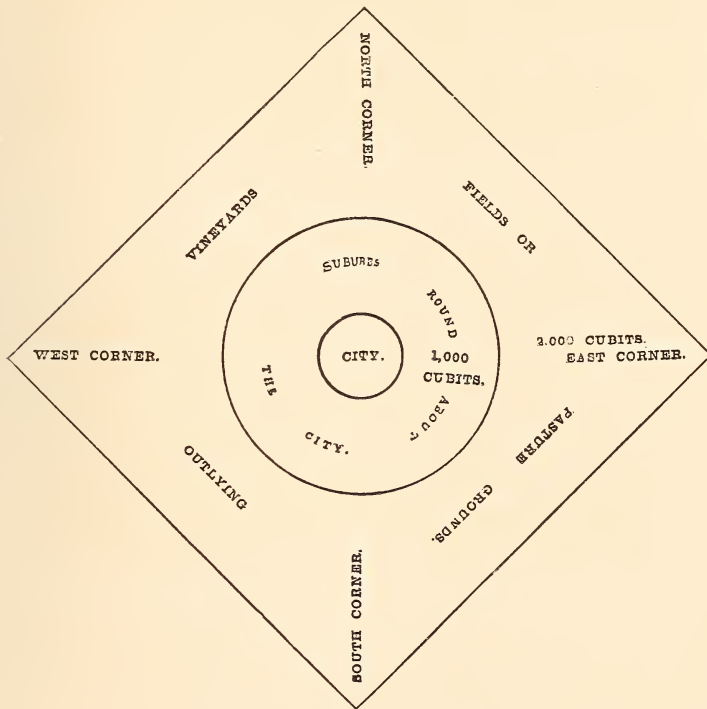 NORTH CORNER.
VINEYARDS
FIELDS OR
SUBURBS
ROUND
ABOUT
THE
CITY.
CITY.
1,000
CUBITS.
WEST CORNER.
2.000 CUBITS.
EAST CORNER.
PASTURE
GROUNDS.
OUTLYING
SOUTH CORNER.